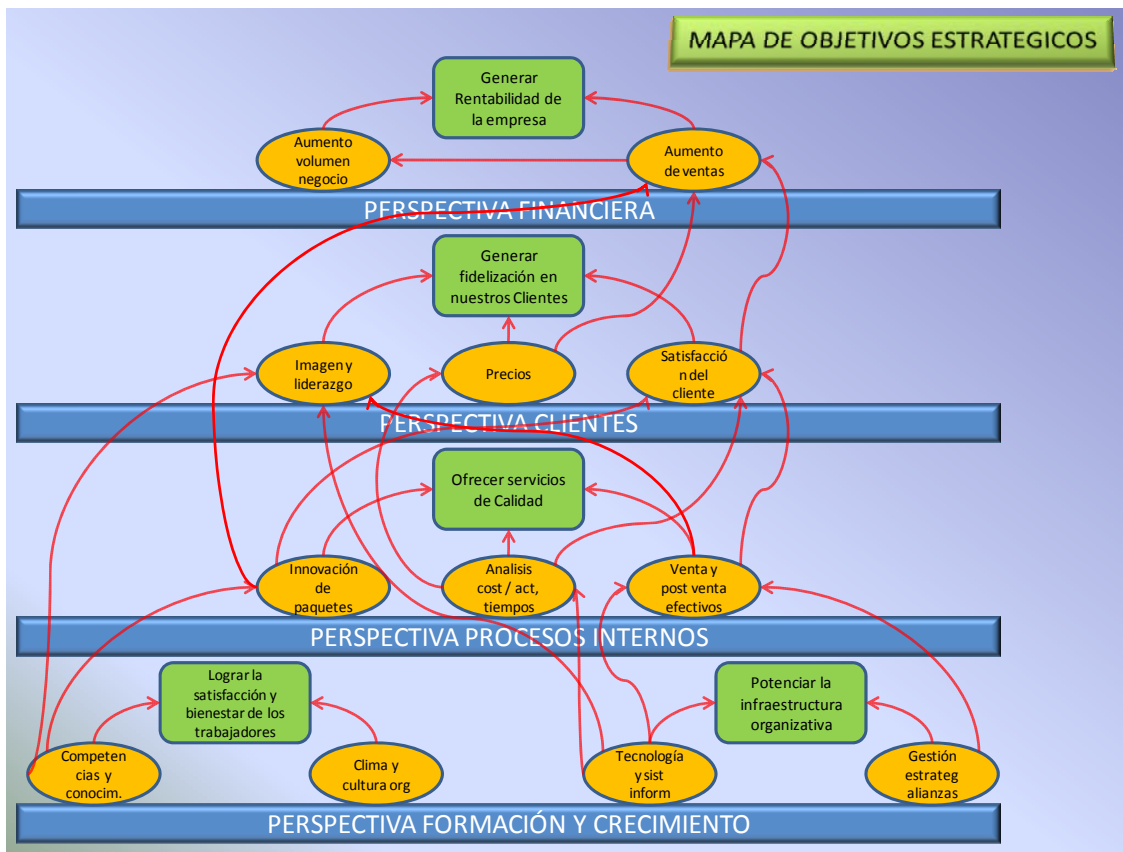 MAPA DE OBJETIVOS ESTRATEGICOS
Generar
Rentabilidad de
la empresa
Aumento
volumen
negocio
Aumento
de ventas
PERSPECTIVA FINANCIERA
Generar
fidelización en
nuestros Clientes
Imagen y
liderazgo
Precios
Satisfacció
n del
cliente
PERSPECTIVA CLIENTES
Ofrecer servicios
de Calidad
Innovación
de
paquetes
Analisis
cost / act,
tiempos
Venta y
post venta
efectivos
PERSPECTIVA PROCESOS INTERNOS
Lograr la
satisfacción y
bienestar de los
trabajadores
Potenciar la
infraestructura
organizativa
Competen
cias y
conocim.
Clima y
cultura org
Tecnología
y sist
inform
Gestión
estrateg
alianzas
PERSPECTIVA FORMACIÓN Y CRECIMIENTO